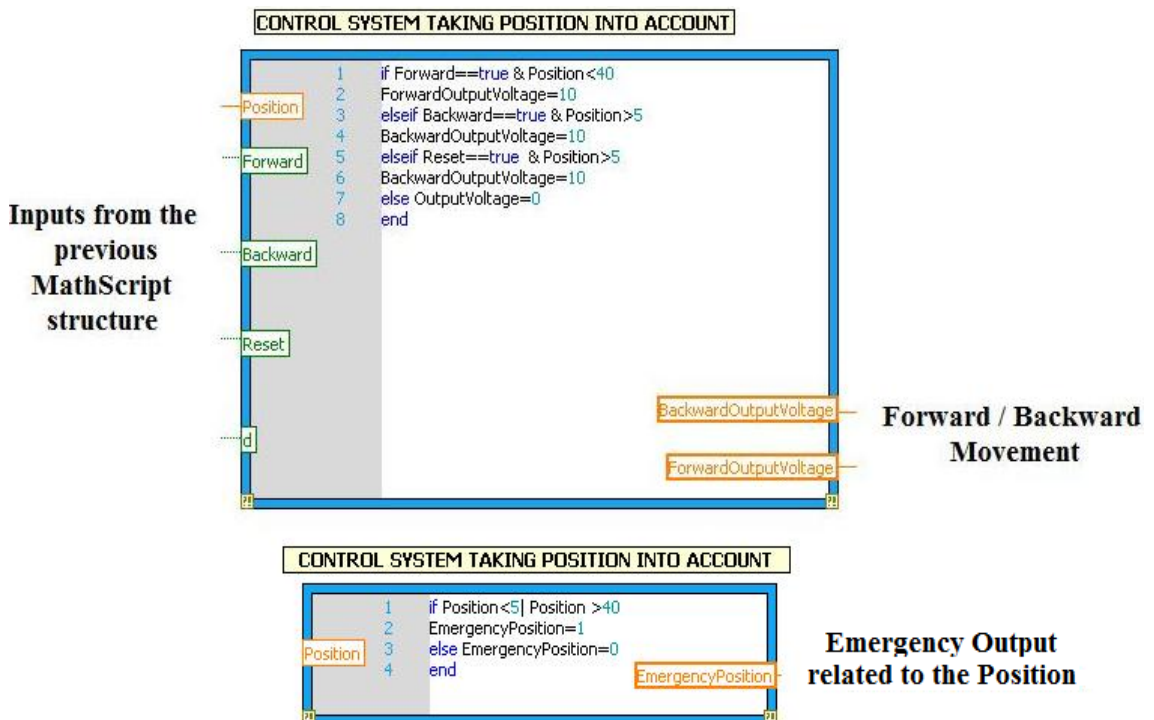 CONTROL SYSTEM TAKING POSITION INTO ACCOUNT
1 if Forward==true & Position<40
2 ForwardOutputVoltage=10
3 elseif Backward==true & Position>5
4 BackwardOutputVoltage=10
5 elseif Reset==true  & Position>5
6 BackwardOutputVoltage=10
7 else OutputVoltage=0
8 end
Position
Forward
Backward
Reset
d
Inputs from the
previous
MathScript
structure
BackwardOutputVoltage
ForwardOutputVoltage
Forward / Backward
Movement
?!
?!
CONTROL SYSTEM TAKING POSITION INTO ACCOUNT
1 if Position<5| Position >40
2 EmergencyPosition=1
3 else EmergencyPosition=0
4 end
Position
EmergencyPosition
Emergency Output
related to the Position
?!
?!